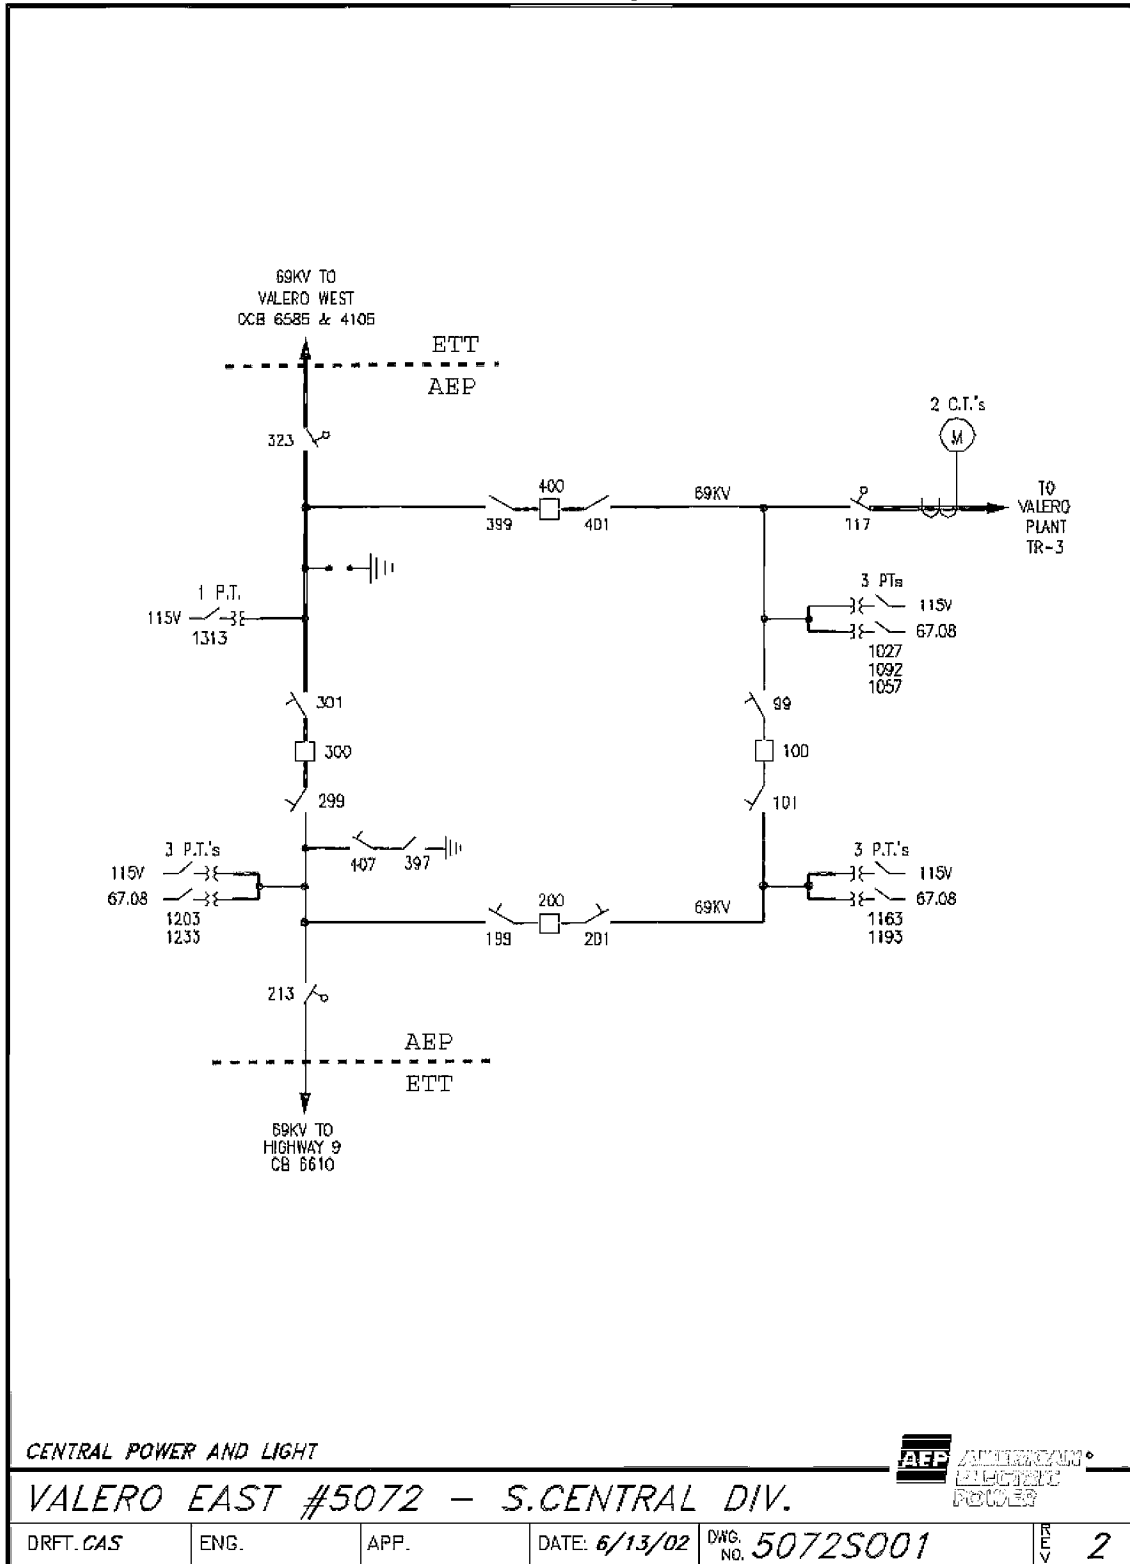 69KV TO
VALERO WEST
OCB 6585 & 4105
ETT
AEP
323
2 C.T.'s
M
400
69KV
399
401
117
TO
VALERO
PLANT
TR-3
1 P.T.
115V
1313
3 PTs
115V
67.08
1027
1092
1057
301
99
300
100
299
101
3 P.T.'s
115V
67.08
1203
1233
407
397
3 P.T.'s
115V
67.08
1163
1193
200
69KV
199
201
213
AEP
ETT
69KV TO
HIGHWAY 9
CB 6610
CENTRAL POWER AND LIGHT
AEP AMERICAN
ELECTRIC
POWER
VALERO EAST #5072 - S.CENTRAL DIV.
DRFT. CAS
ENG.
APP.
DATE: 6/13/02
DWG. NO. 5072S001
REV 2